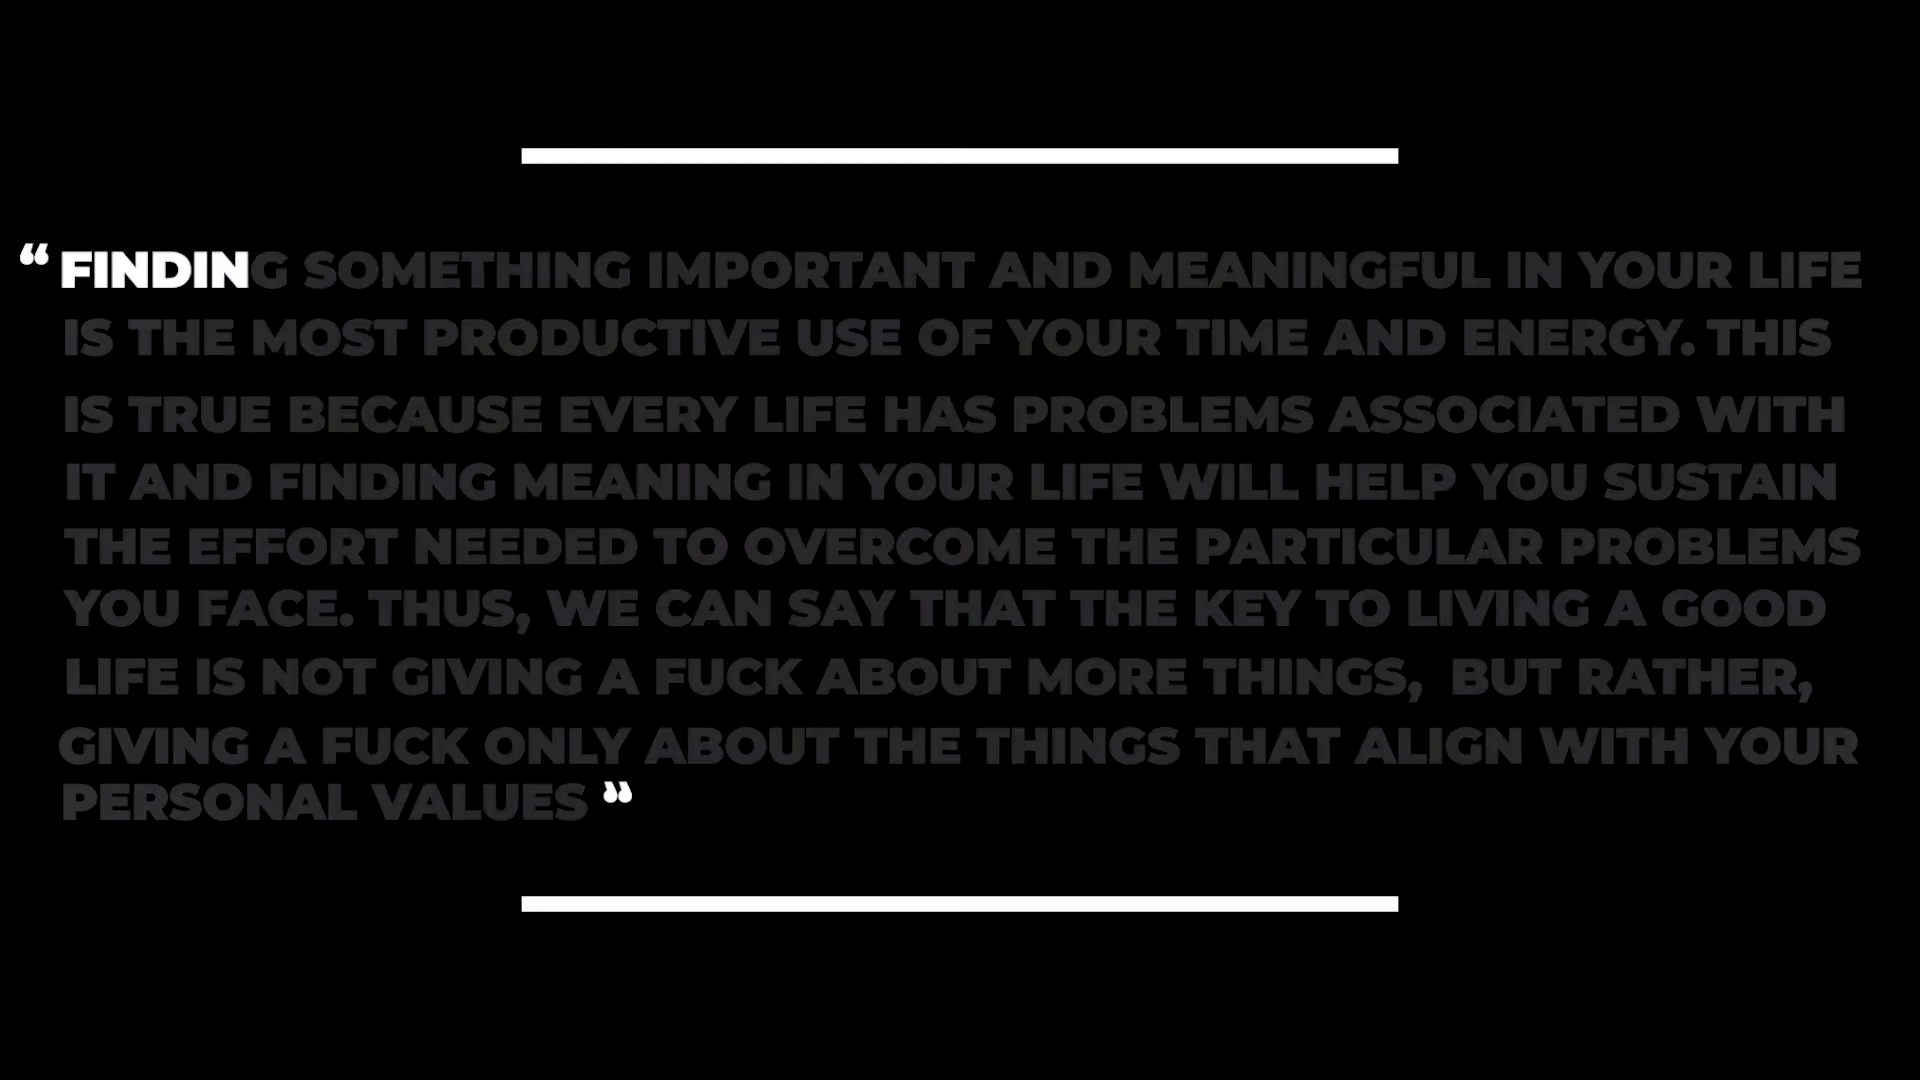 “ FINDING SOMETHING IMPORTANT AND MEANINGFUL IN YOUR LIFE
IS THE MOST PRODUCTIVE USE OF YOUR TIME AND ENERGY. THIS
IS TRUE BECAUSE EVERY LIFE HAS PROBLEMS ASSOCIATED WITH
IT AND FINDING MEANING IN YOUR LIFE WILL HELP YOU SUSTAIN
THE EFFORT NEEDED TO OVERCOME THE PARTICULAR PROBLEMS
YOU FACE. THUS, WE CAN SAY THAT THE KEY TO LIVING A GOOD
LIFE IS NOT GIVING A FUCK ABOUT MORE THINGS,  BUT RATHER,
GIVING A FUCK ONLY ABOUT THE THINGS THAT ALIGN WITH YOUR
PERSONAL VALUES ”